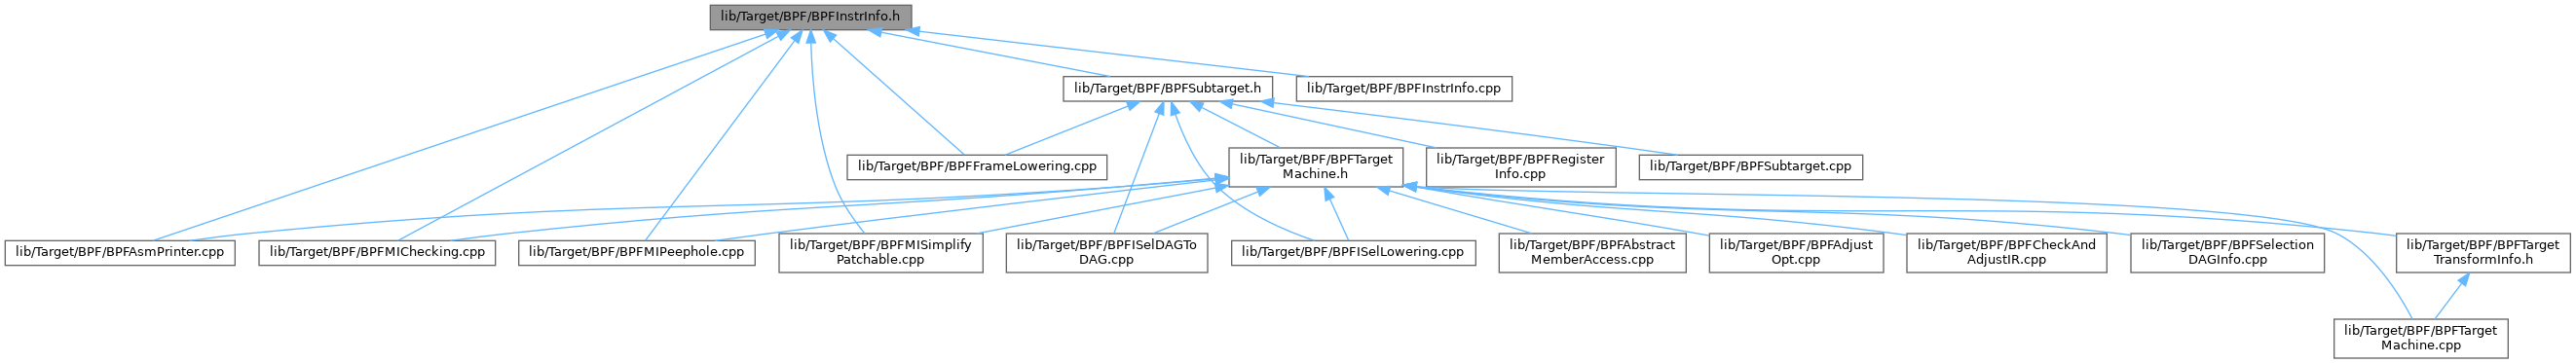 lib/Target/BPF/BPFInstrInfo.h
lib/Target/BPF/BPFSubtarget.h
lib/Target/BPF/BPFInstrInfo.cpp
lib/Target/BPF/BPFFrameLowering.cpp
lib/Target/BPF/BPFTarget
Machine.h
lib/Target/BPF/BPFRegister
Info.cpp
lib/Target/BPF/BPFSubtarget.cpp
lib/Target/BPF/BPFAsmPrinter.cpp
lib/Target/BPF/BPFMIChecking.cpp
lib/Target/BPF/BPFMIPeephole.cpp
lib/Target/BPF/BPFMISimplify
Patchable.cpp
lib/Target/BPF/BPFISelDAGTo
DAG.cpp
lib/Target/BPF/BPFISelLowering.cpp
lib/Target/BPF/BPFAbstract
MemberAccess.cpp
lib/Target/BPF/BPFAdjust
Opt.cpp
lib/Target/BPF/BPFCheckAnd
AdjustIR.cpp
lib/Target/BPF/BPFSelection
DAGInfo.cpp
lib/Target/BPF/BPFTarget
TransformInfo.h
lib/Target/BPF/BPFTarget
Machine.cpp